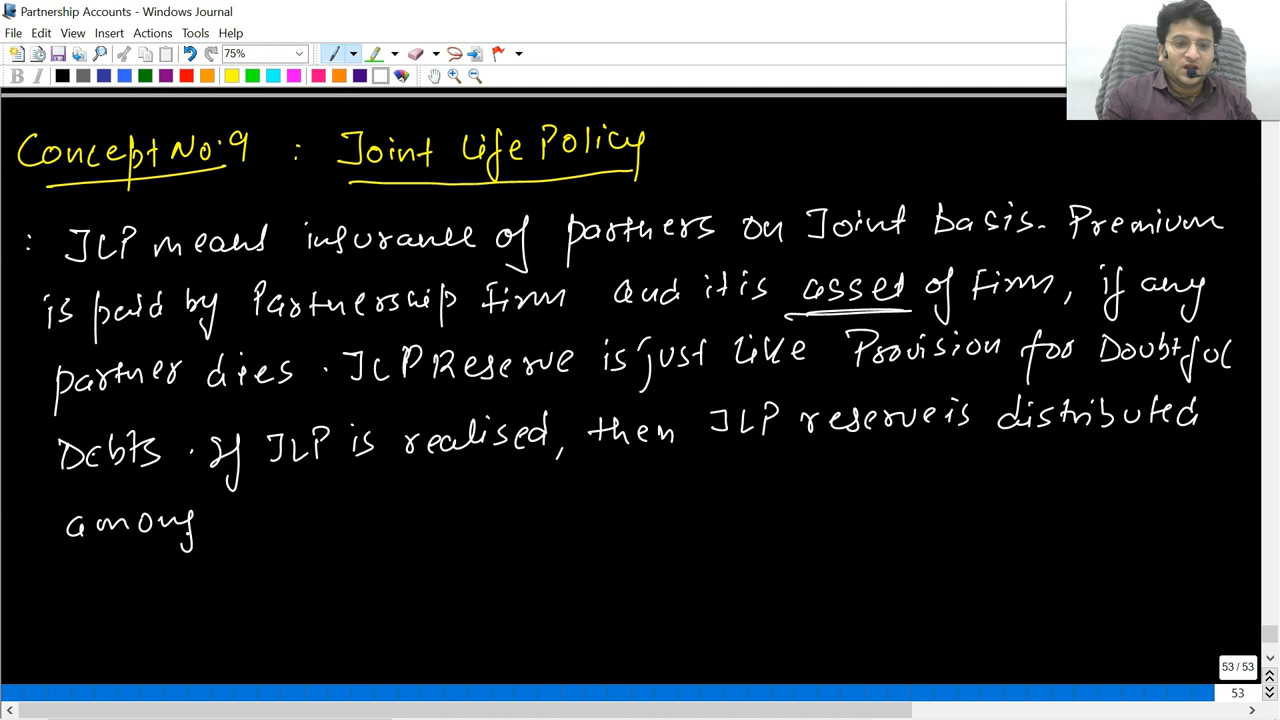 Partnership Accounts - Windows Journal
File Edit View Insert Actions Tools Help
75%
B I
Concept No. 9 : Joint Life Policy
: JLP means insurance of partners on Joint basis. Premium
is paid by Partnership firm and it is asset of firm, if any
partner dies. JLP Reserve is just like Provision for Doubtful
Debts. If JLP is realised, then JLP reserve is distributed
among
53 / 53
53